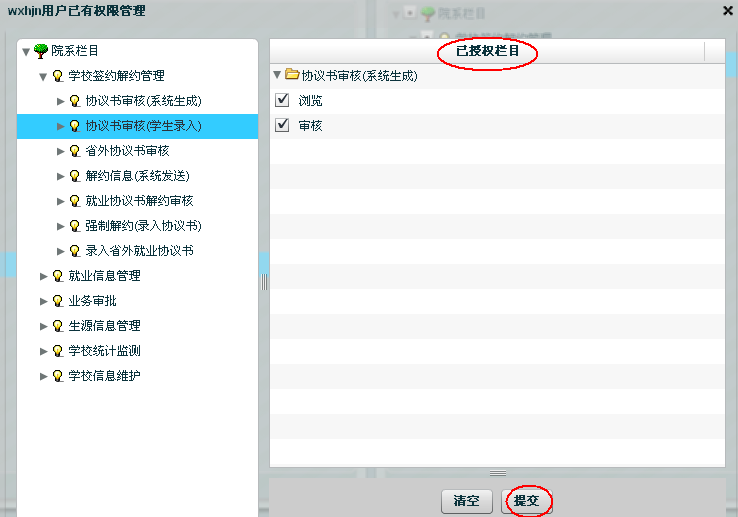 wxhjn用户已有权限管理
院系栏目
院系栏目
学校签约解约管理
协议书审核(系统生成)
协议书审核(学生录入)
省外协议书审核
解约信息(系统发送)
就业协议书解约审核
强制解约(录入协议书)
录入省外就业协议书
就业信息管理
业务审批
生源信息管理
学校统计监测
学校信息维护
已授权栏目
协议书审核(系统生成)
浏览
审核
清空
提交